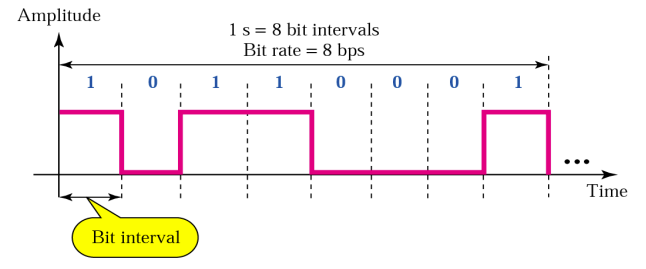 Amplitude
1 s = 8 bit intervals
Bit rate = 8 bps
1 0 1 1 0 0 0 1
...
Time
Bit interval